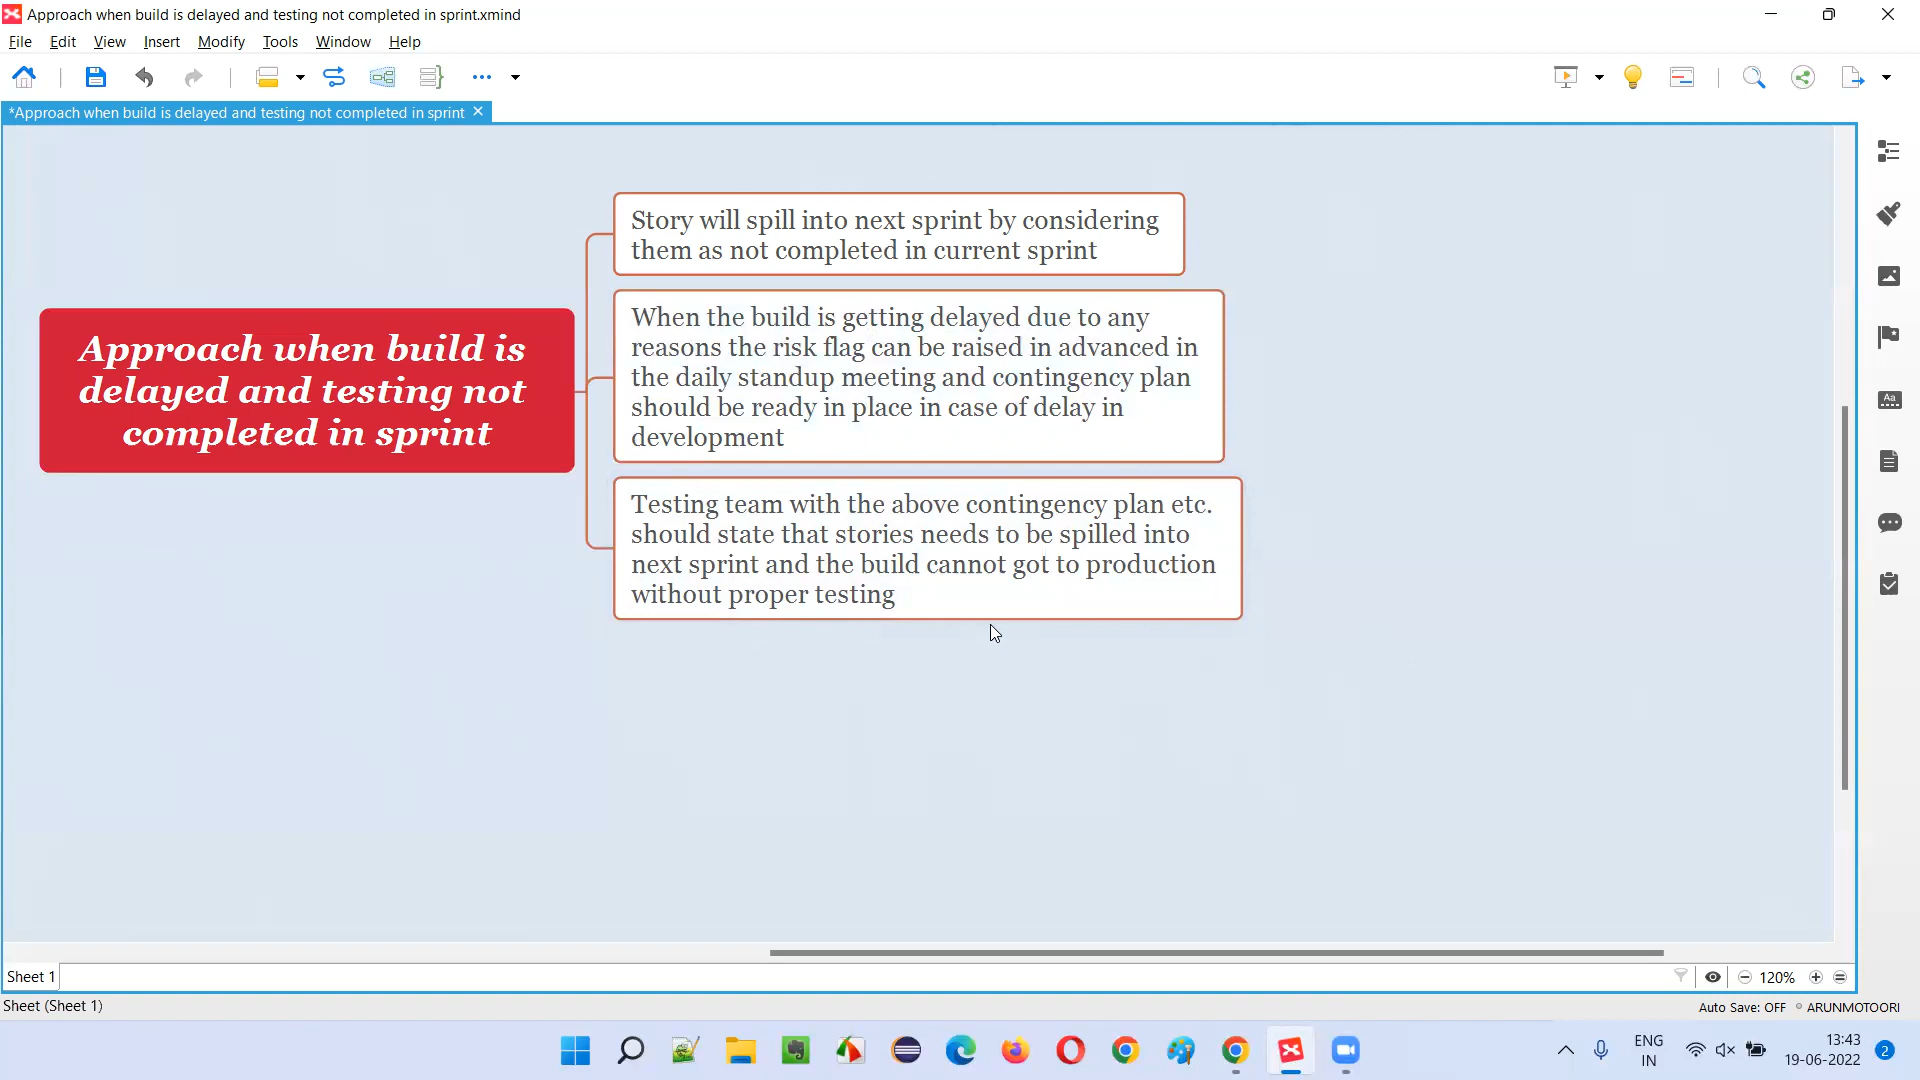 Approach when build is delayed and testing not completed in sprint.xmind
File Edit View Insert Modify Tools Window Help
*Approach when build is delayed and testing not completed in sprint
Story will spill into next sprint by considering
them as not completed in current sprint
Approach when build is
delayed and testing not
completed in sprint
When the build is getting delayed due to any
reasons the risk flag can be raised in advanced in
the daily standup meeting and contingency plan
should be ready in place in case of delay in
development
Testing team with the above contingency plan etc.
should state that stories needs to be spilled into
next sprint and the build cannot got to production
without proper testing
Aa
Sheet 1
120%
Sheet (Sheet 1)
Auto Save: OFF ARUNMOTOORI
ENG
IN
13:43
19-06-2022
2